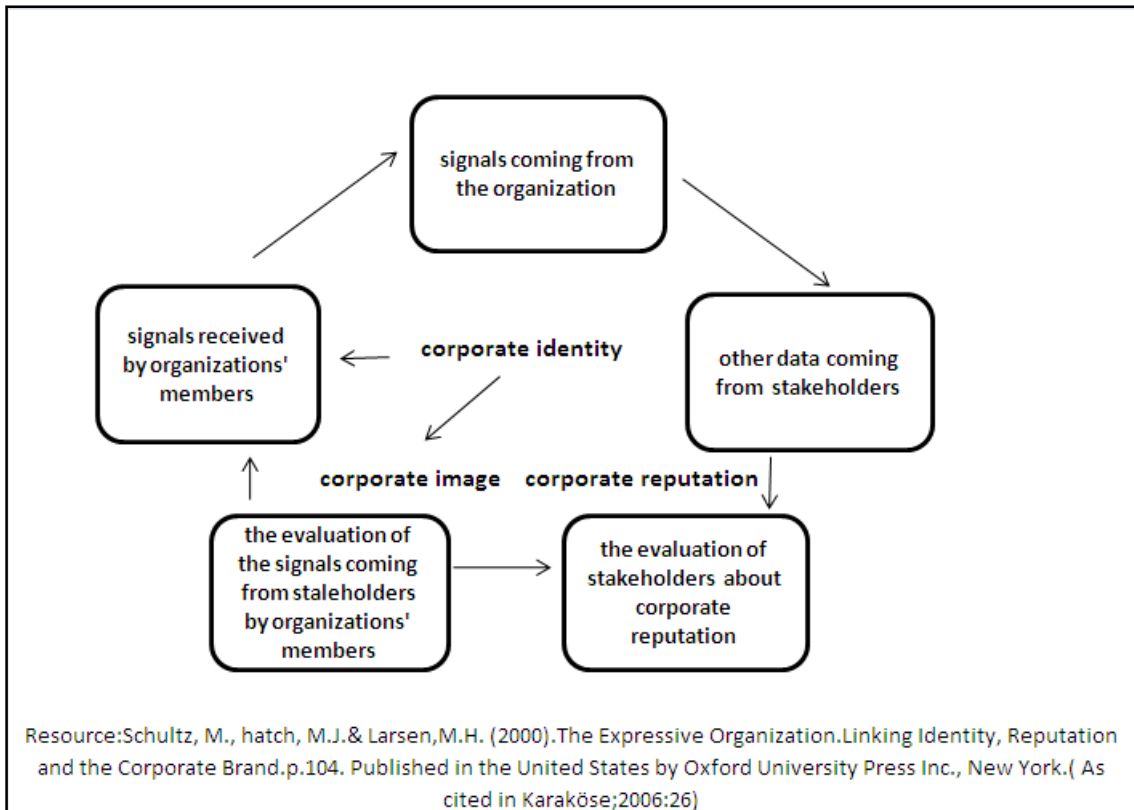 signals coming from
the organization
signals received
by organizations'
members
corporate identity
other data coming
from stakeholders
corporate image
corporate reputation
the evaluation of
the signals coming
from staleholders
by organizations'
members
the evaluation of
stakeholders about
corporate
reputation
Resource:Schultz, M., hatch, M.J.& Larsen,M.H. (2000).The Expressive Organization.Linking Identity, Reputation
and the Corporate Brand.p.104. Published in the United States by Oxford University Press Inc., New York.( As
cited in Karaköse;2006:26)